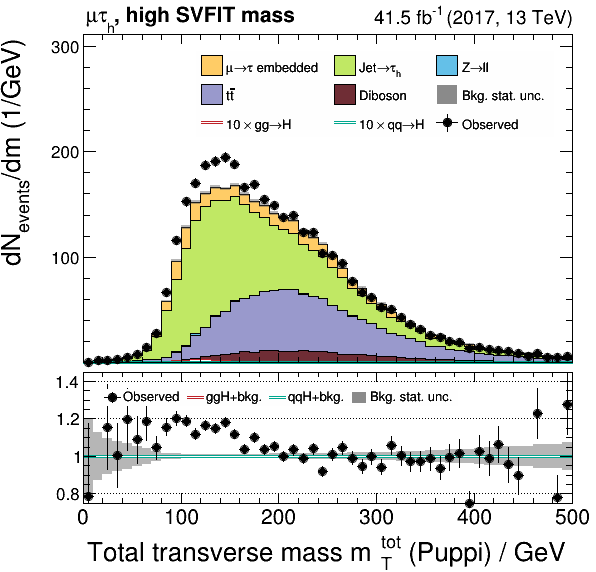 μτh, high SVFIT mass 41.5 fb⁻¹ (2017, 13 TeV)
dNevents/dm (1/GeV)
300
200
100
μ→τ embedded Jet→τh Z→ll
tt̅ Diboson Bkg. stat. unc.
10 × gg→H 10 × qq→H Observed
1.4
1.2
1
0.8
Observed ggH+bkg. qqH+bkg. Bkg. stat. unc.
0 100 200 300 400 500
Total transverse mass m T tot (Puppi) / GeV